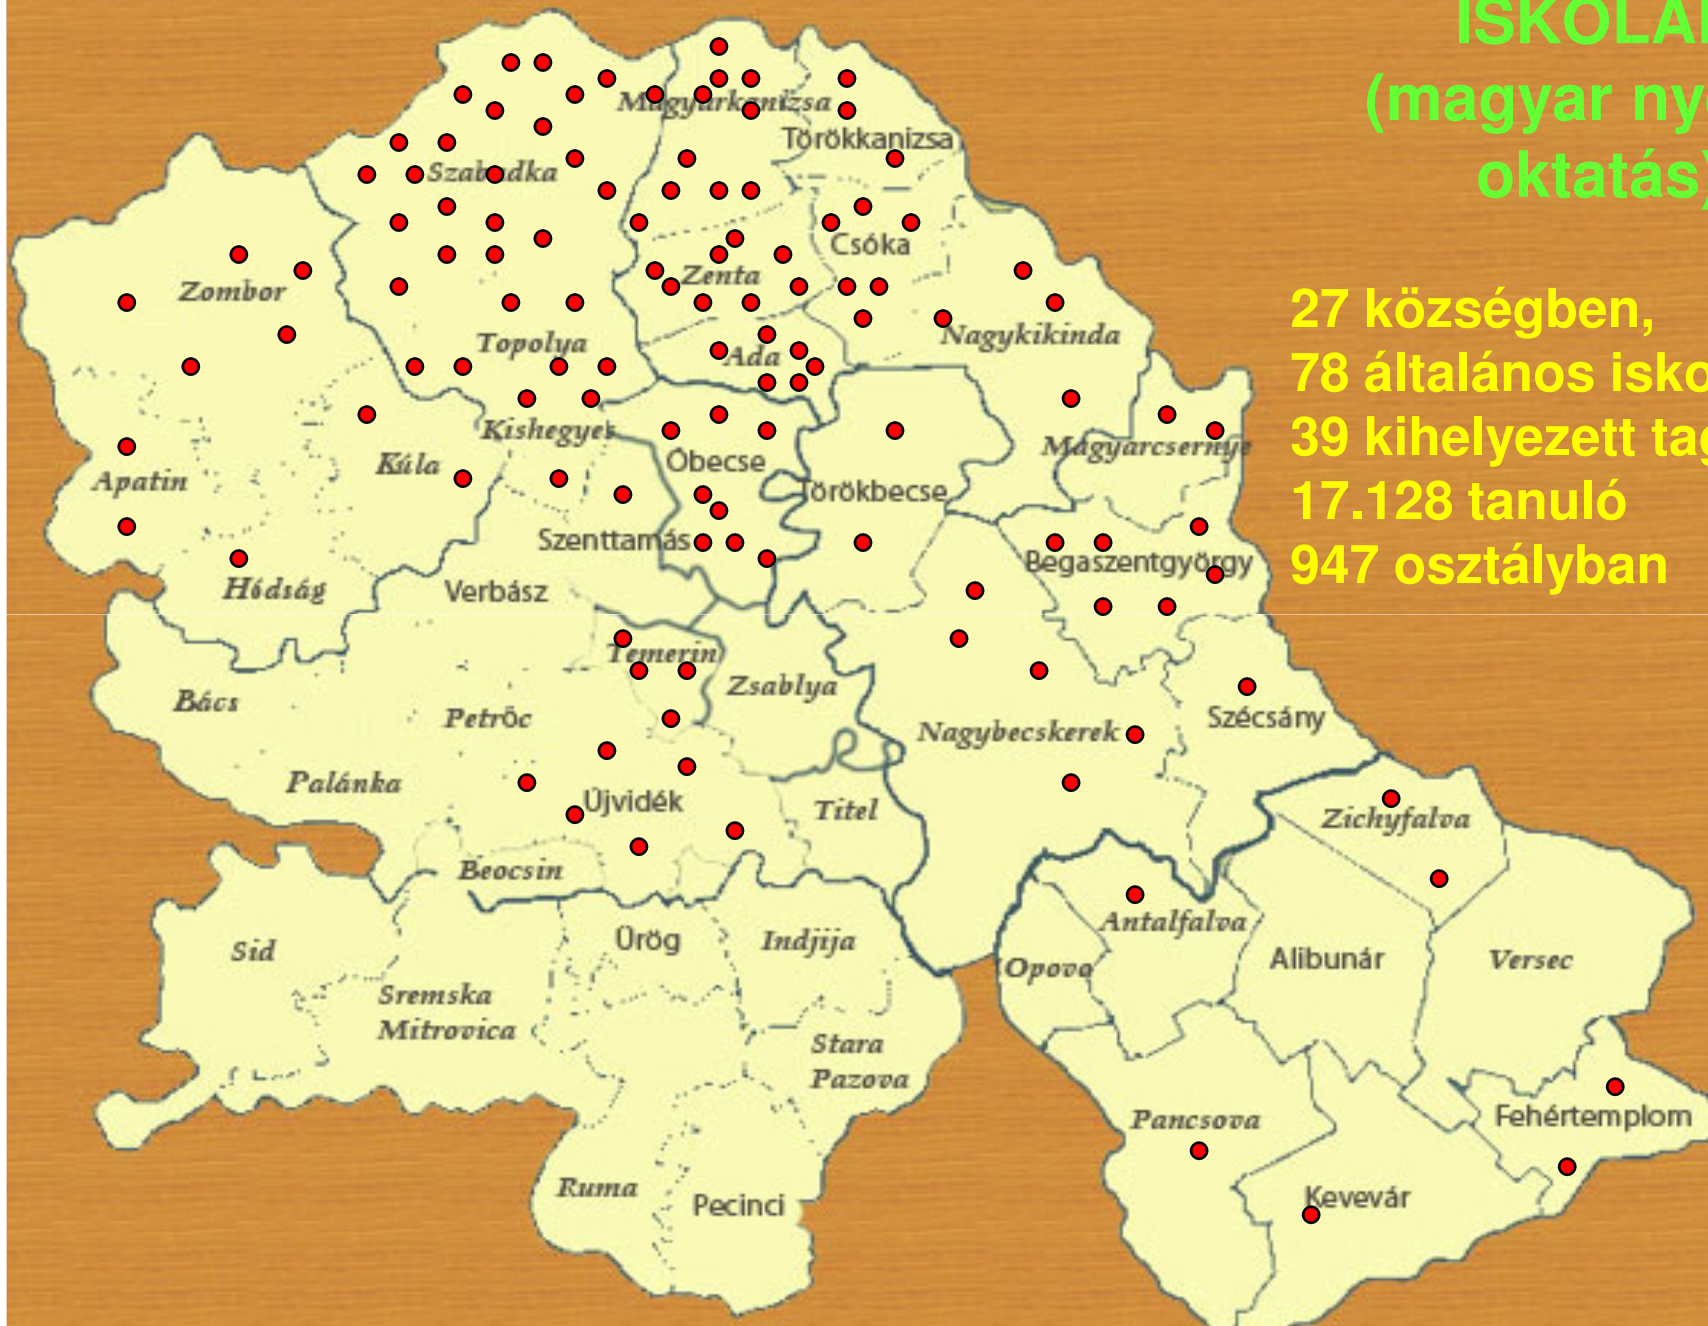 ISKOLÁ
(magyar ny
oktatás)
27 községben,
78 általános isko
39 kihelyezett tag
17.128 tanuló
947 osztályban
Magyarkanizsa
Törökkanizsa
Szabadka
Csóka
Zenta
Zombor
Nagykikinda
Topolya
Ada
Kishegyes
Magyarcsernye
Kúla
Óbecse
Apatin
Törökbecse
Szenttamás
Begaszentgyörgy
Hódság
Verbász
Temerin
Zsablya
Bács
Petrőc
Nagybecskerek
Szécsány
Palánka
Újvidék
Titel
Zichyfalva
Beocsin
Antalfalva
Sid
Ürög
Indjija
Opovo
Alibunár
Versec
Sremska
Mitrovica
Stara
Pazova
Pancsova
Fehértemplom
Ruma
Pecinci
Kevevár